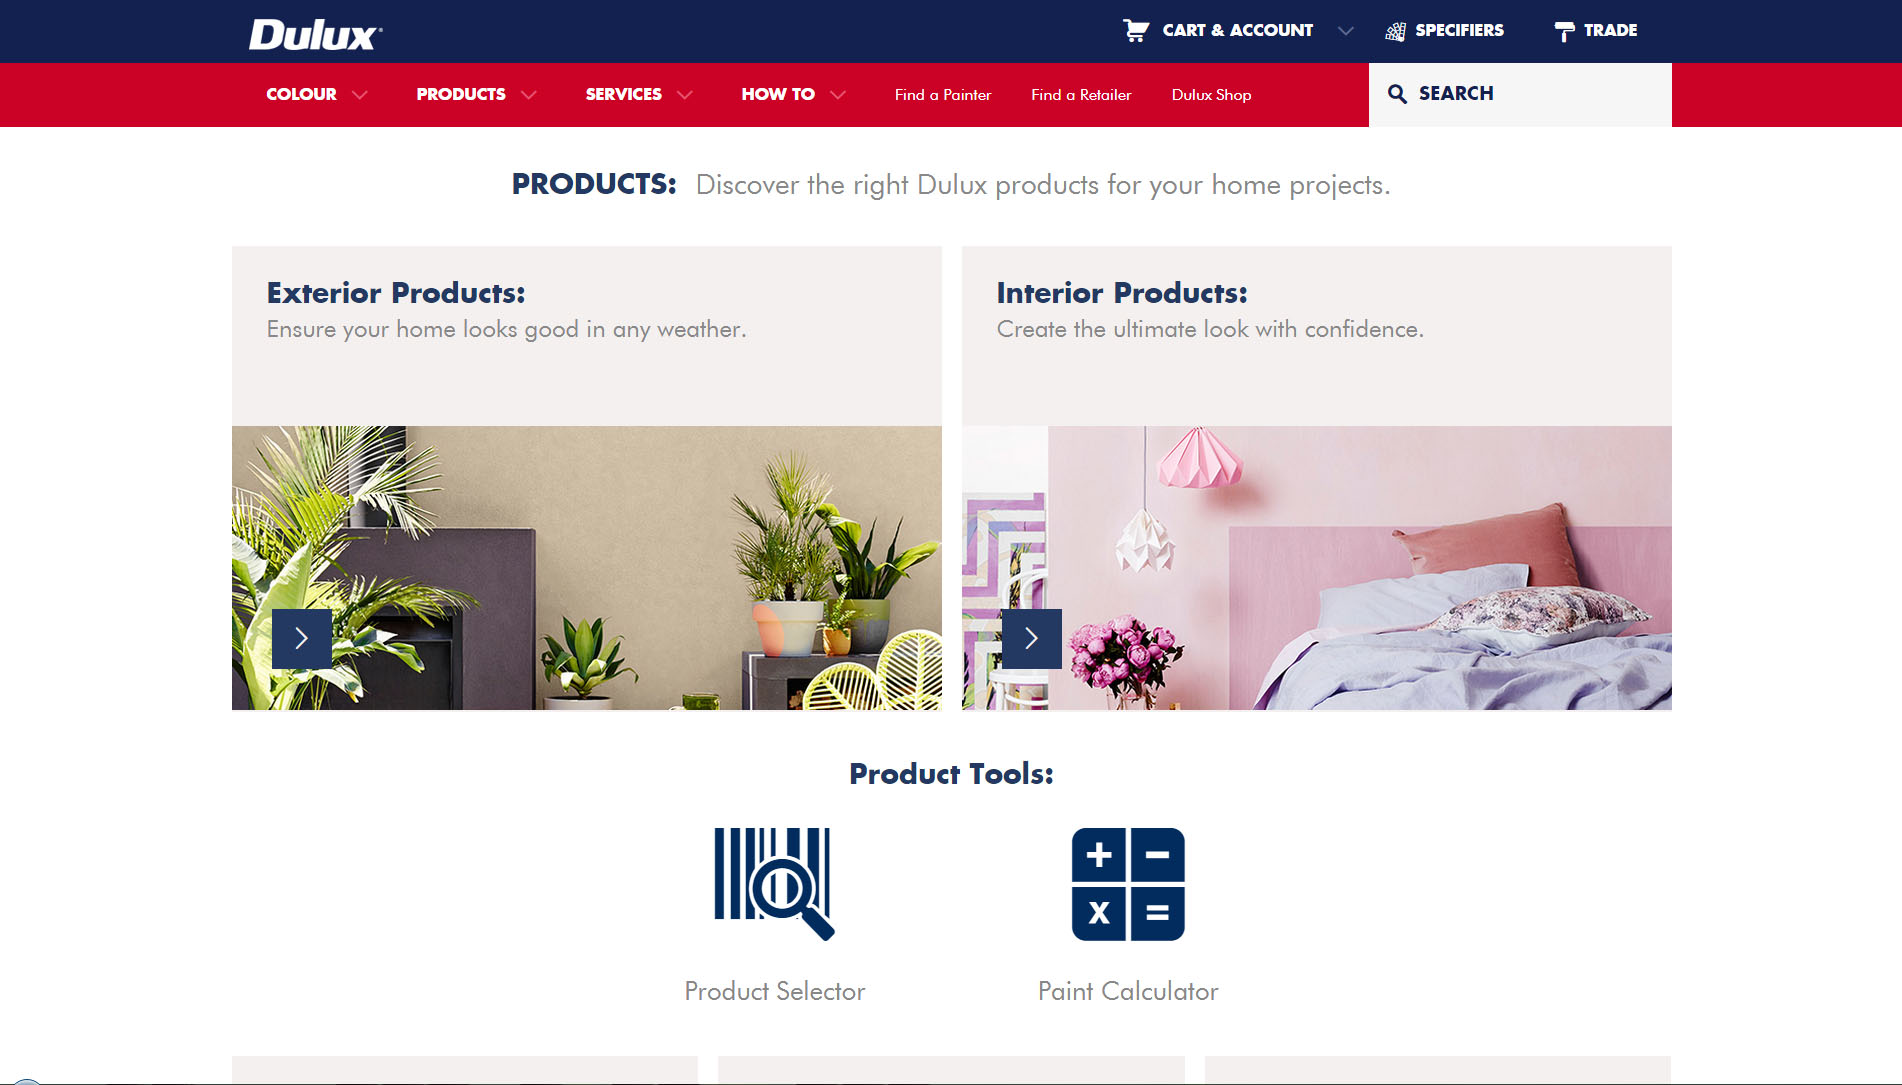 Dulux
CART & ACCOUNT
SPECIFIERS
TRADE
COLOUR
PRODUCTS
SERVICES
HOW TO
Find a Painter
Find a Retailer
Dulux Shop
SEARCH
PRODUCTS: Discover the right Dulux products for your home projects.
Exterior Products:
Ensure your home looks good in any weather.
Interior Products:
Create the ultimate look with confidence.
Product Tools:
Product Selector
Paint Calculator